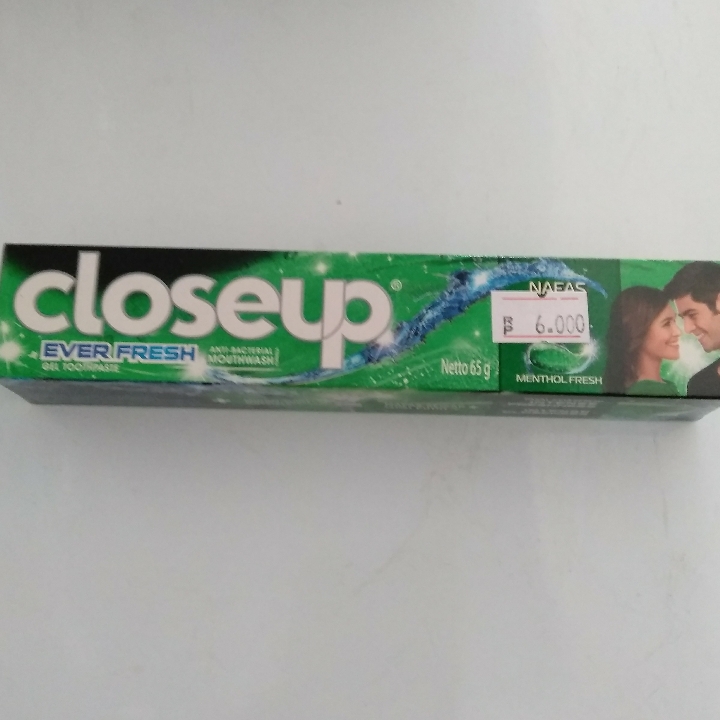 closeup®
EVER FRESH
GEL TOOTHPASTE
ANTI-BACTERIAL
MOUTHWASH
Netto 65 g
NAFAS
RP 6.000
MENTHOL FRESH